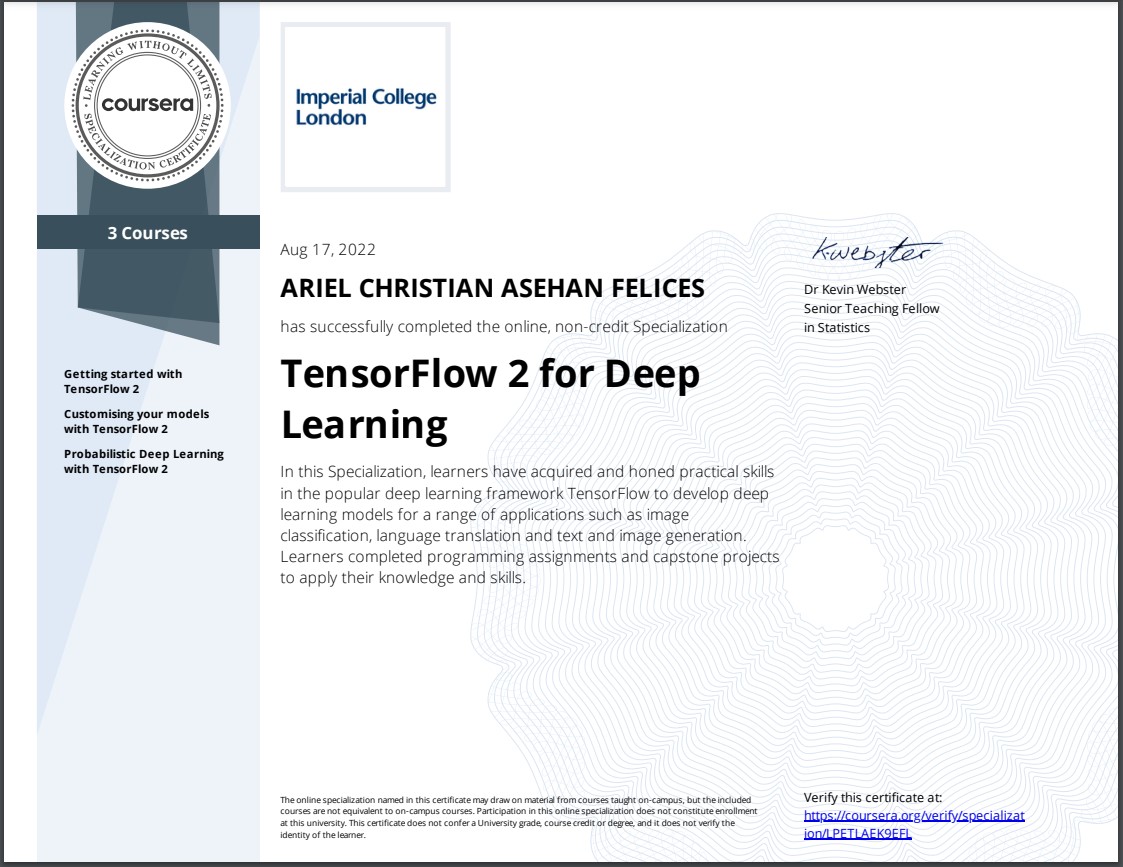 LEARNING WITHOUT LIMITS
coursera
SPECIALIZATION CERTIFICATE
3 Courses
Getting started with
TensorFlow 2
Customising your models
with TensorFlow 2
Probabilistic Deep Learning
with TensorFlow 2
Imperial College
London
Aug 17, 2022
ARIEL CHRISTIAN ASEHAN FELICES
has successfully completed the online, non-credit Specialization
TensorFlow 2 for Deep
Learning
In this Specialization, learners have acquired and honed practical skills
in the popular deep learning framework TensorFlow to develop deep
learning models for a range of applications such as image
classification, language translation and text and image generation.
Learners completed programming assignments and capstone projects
to apply their knowledge and skills.
K.Webster
Dr Kevin Webster
Senior Teaching Fellow
in Statistics
The online specialization named in this certificate may draw on material from courses taught on-campus, but the included
courses are not equivalent to on-campus courses. Participation in this online specialization does not constitute enrollment
at this university. This certificate does not confer a University grade, course credit or degree, and it does not verify the
identity of the learner.
Verify this certificate at:
https://coursera.org/verify/specializat
ion/LPETLAEK9EFL